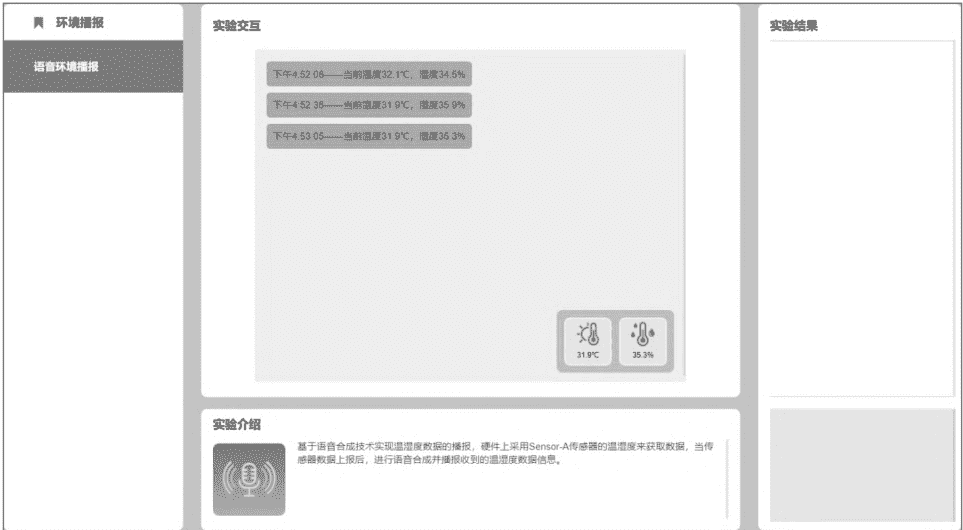 环境播报
语音环境播报
实验交互
下午4:52:06——当前温度32.1℃，湿度34.5%
下午4:52:36——当前温度31.9℃，湿度35.9%
下午4:53:05——当前温度31.9℃，湿度35.3%
31.9℃
35.3%
实验介绍
基于语音合成技术实现温湿度数据的播报，硬件上采用Sensor-A传感器的温湿度来获取数据，当传
感器数据上报后，进行语音合成并播报收到的温湿度数据信息。
实验结果